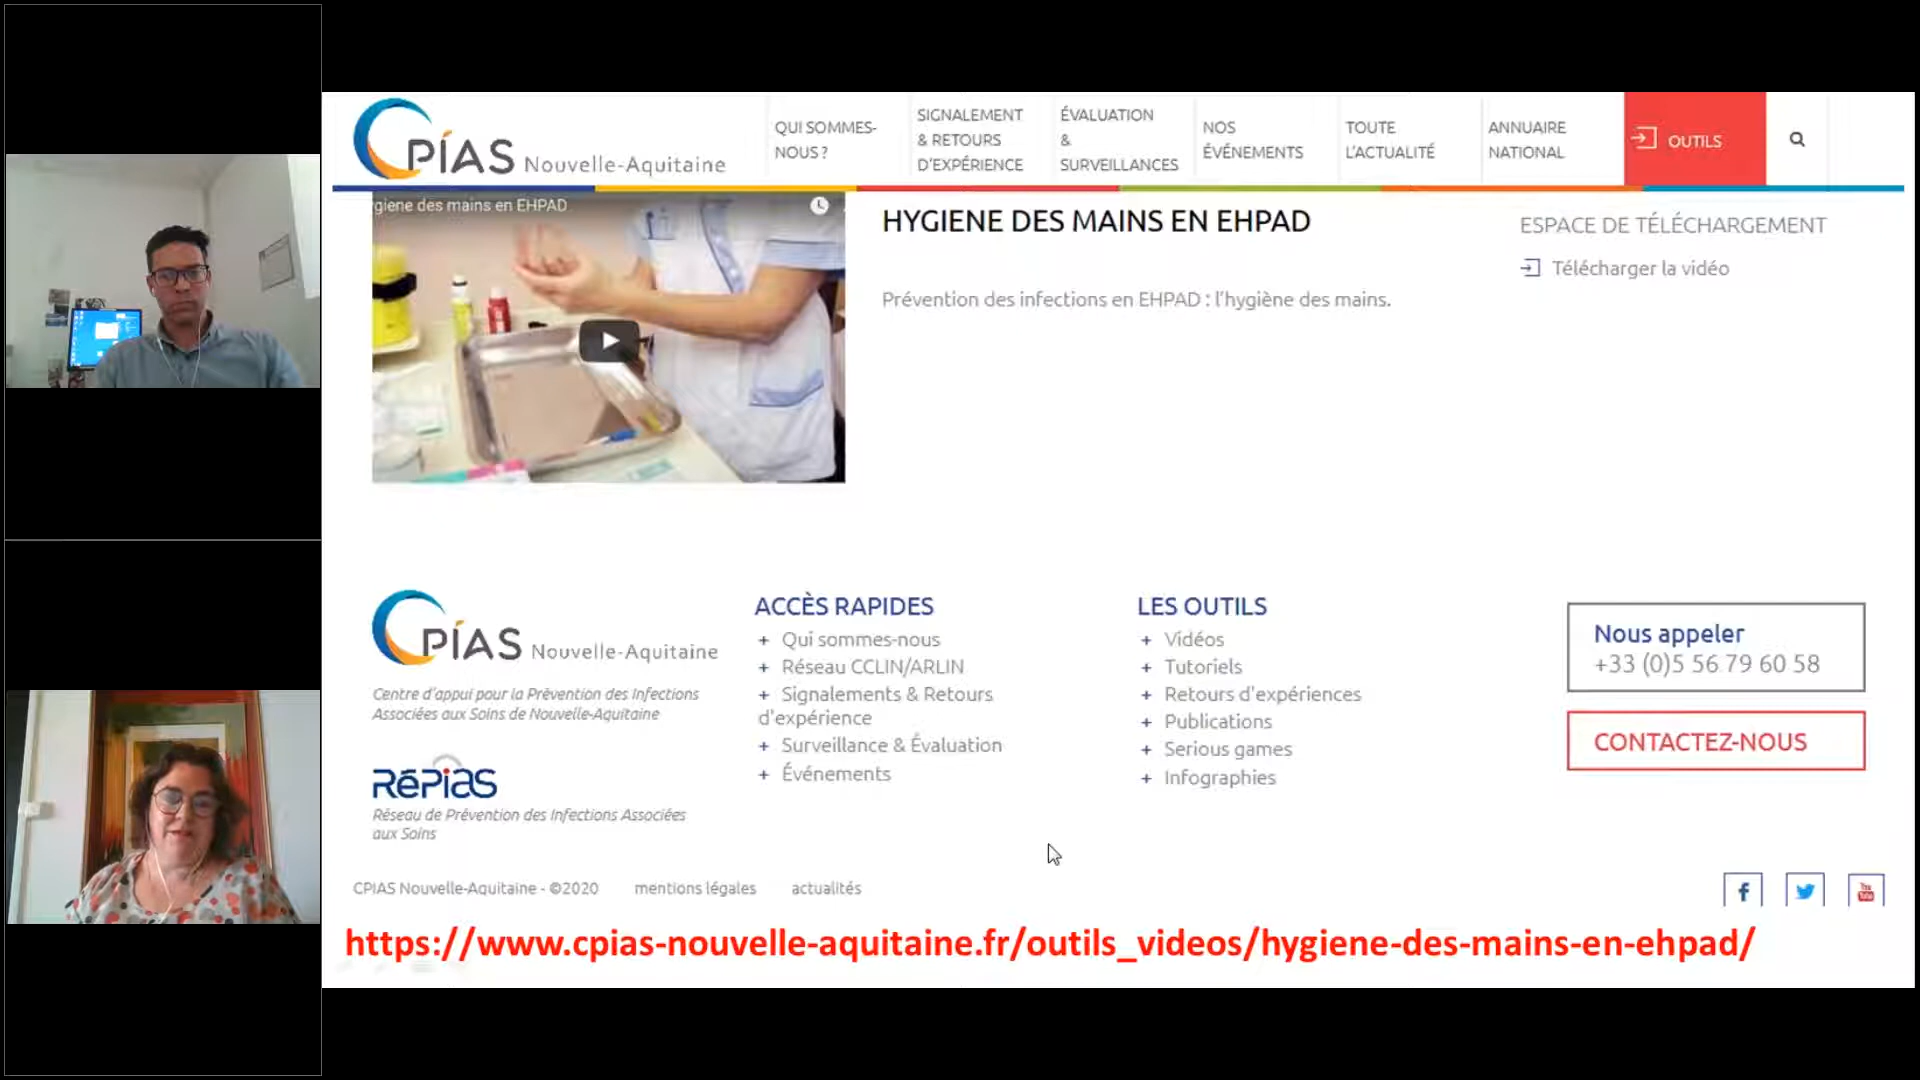 CPÍAS Nouvelle-Aquitaine
QUI SOMMES-
NOUS ?
SIGNALEMENT
& RETOURS
D'EXPÉRIENCE
ÉVALUATION
&
SURVEILLANCES
NOS
ÉVÉNEMENTS
TOUTE
L'ACTUALITÉ
ANNUAIRE
NATIONAL
OUTILS
ygiene des mains en EHPAD
HYGIENE DES MAINS EN EHPAD
Prévention des infections en EHPAD : l'hygiène des mains.
ESPACE DE TÉLÉCHARGEMENT
Télécharger la vidéo
CPÍAS Nouvelle-Aquitaine
Centre d'appui pour la Prévention des Infections
Associées aux Soins de Nouvelle-Aquitaine
RéPias
Réseau de Prévention des Infections Associées
aux Soins
ACCÈS RAPIDES
+ Qui sommes-nous
+ Réseau CCLIN/ARLIN
+ Signalements & Retours
d'expérience
+ Surveillance & Évaluation
+ Événements
LES OUTILS
+ Vidéos
+ Tutoriels
+ Retours d'expériences
+ Publications
+ Serious games
+ Infographies
Nous appeler
+33 (0)5 56 79 60 58
CONTACTEZ-NOUS
CPIAS Nouvelle-Aquitaine - ©2020 mentions légales actualités
https://www.cpias-nouvelle-aquitaine.fr/outils_videos/hygiene-des-mains-en-ehpad/